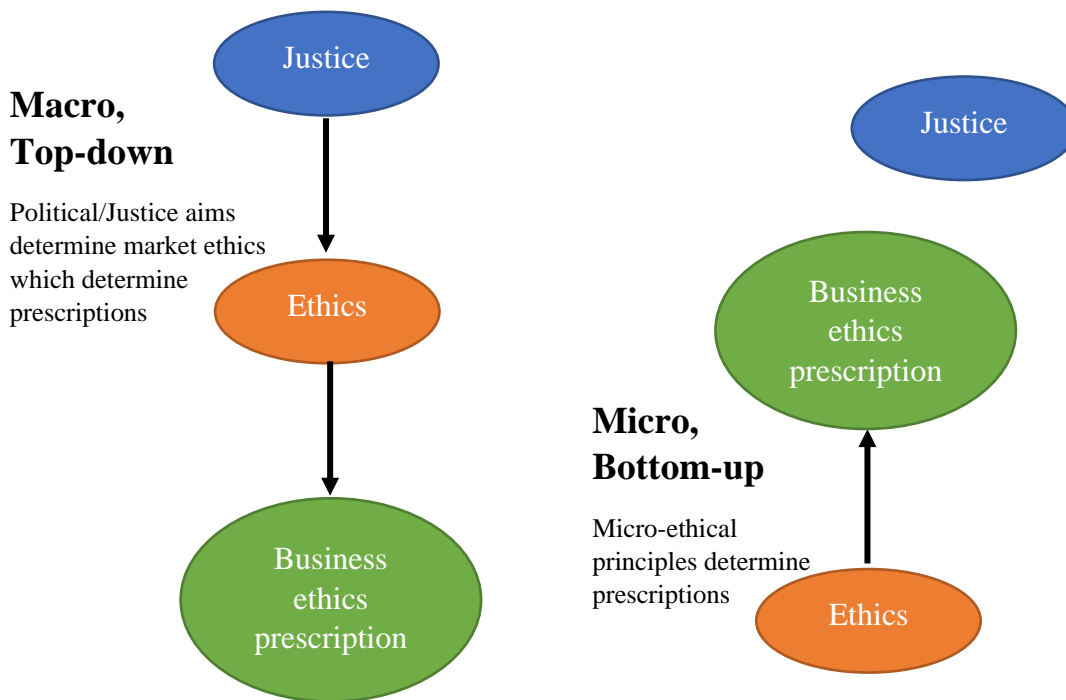 Justice
Macro,
Top-down
Political/Justice aims
determine market ethics
which determine
prescriptions
Ethics
Business
ethics
prescription
Justice
Business
ethics
prescription
Micro,
Bottom-up
Micro-ethical
principles determine
prescriptions
Ethics